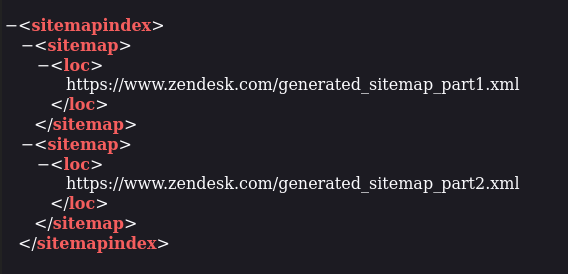 −<sitemapindex>
−<sitemap>
−<loc>
https://www.zendesk.com/generated_sitemap_part1.xml
</loc>
</sitemap>
−<sitemap>
−<loc>
https://www.zendesk.com/generated_sitemap_part2.xml
</loc>
</sitemap>
</sitemapindex>